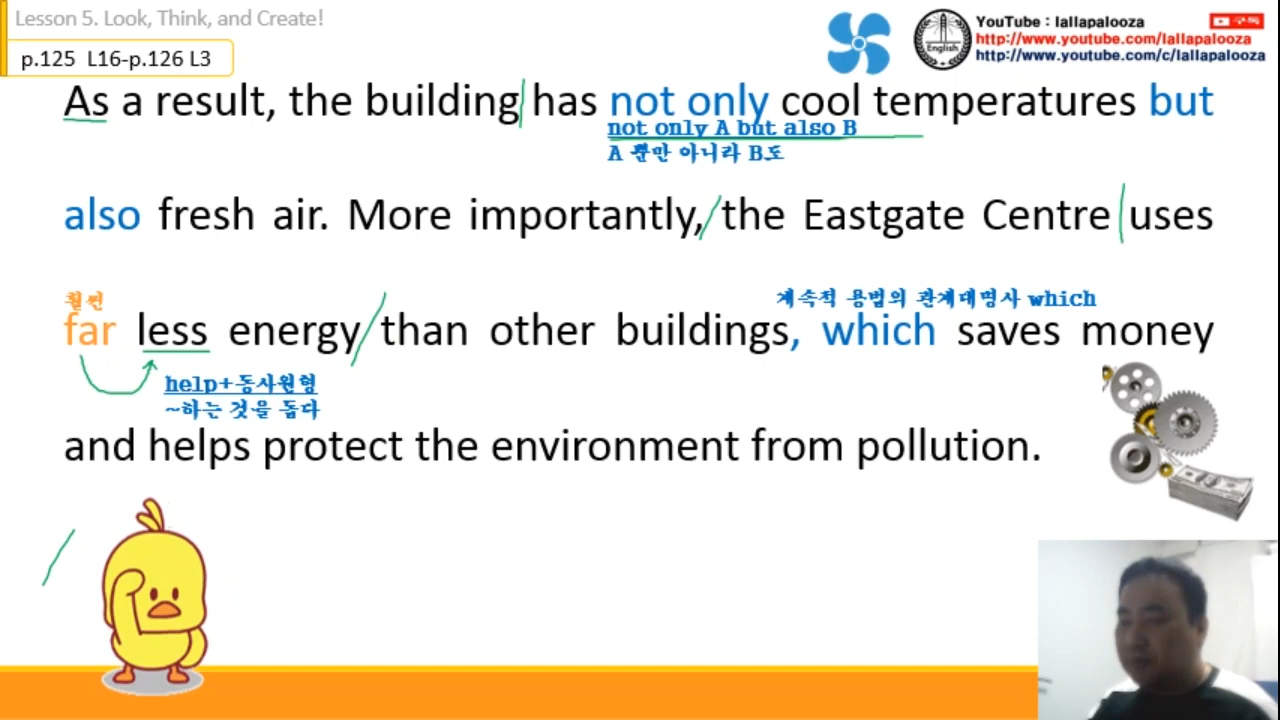 Lesson 5. Look, Think, and Create!
p.125 L16-p.126 L3
English
YouTube : lallapalooza
구독
http://www.youtube.com/lallapalooza
http://www.youtube.com/c/lallapalooza
As a result, the building has not only cool temperatures but
not only A but also B
A 뿐만 아니라 B도
also fresh air. More importantly, the Eastgate Centre uses
훨씬
계속적 용법의 관계대명사 which
far less energy than other buildings, which saves money
help+동사원형
~하는 것을 돕다
and helps protect the environment from pollution.